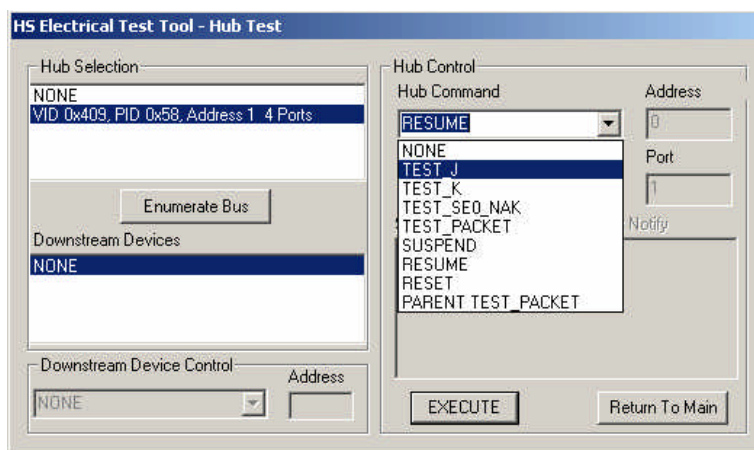 HS Electrical Test Tool - Hub Test
Hub Selection
NONE
VID 0x409, PID 0x58, Address 1 4 Ports
Enumerate Bus
Downstream Devices
NONE
Downstream Device Control
Address
NONE
Hub Control
Hub Command
Address
RESUME
0
NONE
TEST_J
TEST_K
TEST_SE0_NAK
TEST_PACKET
SUSPEND
RESUME
RESET
PARENT TEST_PACKET
Port
1
Notify
EXECUTE
Return To Main